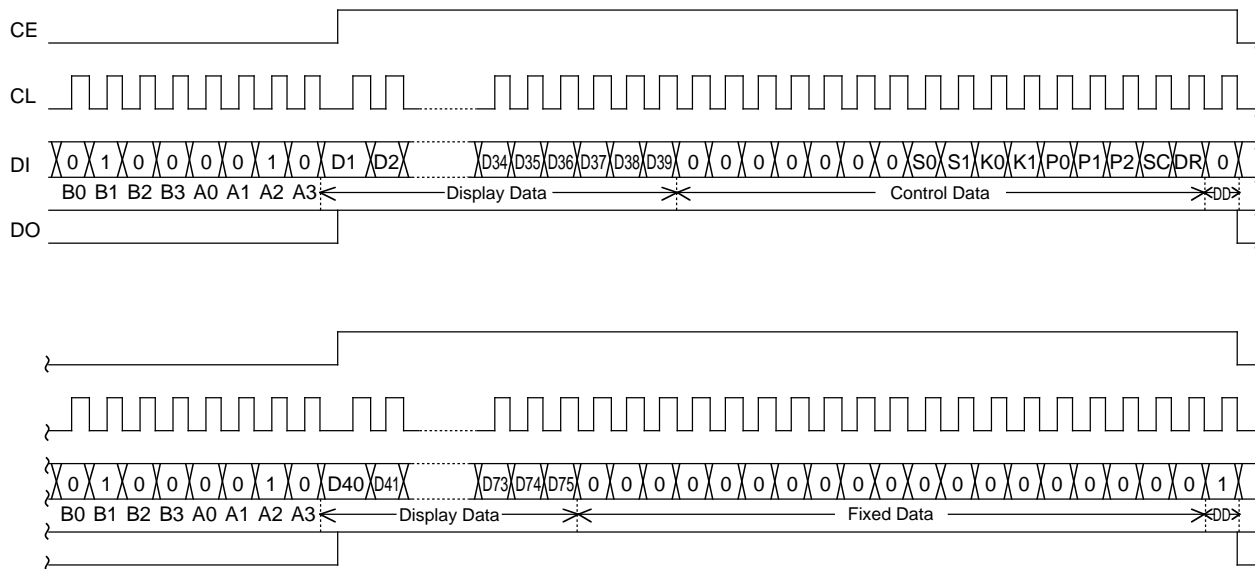 CE
CL
DI 0 1 0 0 0 0 1 0 D1 D2 D34 D35 D36 D37 D38 D39 0 0 0 0 0 0 0 S0 S1 K0 K1 P0 P1 P2 SC DR 0
B0 B1 B2 B3 A0 A1 A2 A3 Display Data Control Data DD
DO
0 1 0 0 0 0 1 0 D40 D41 D73 D74 D75 0 0 0 0 0 0 0 0 0 0 0 0 0 0 0 0 0 0 0 1
B0 B1 B2 B3 A0 A1 A2 A3 Display Data Fixed Data DD